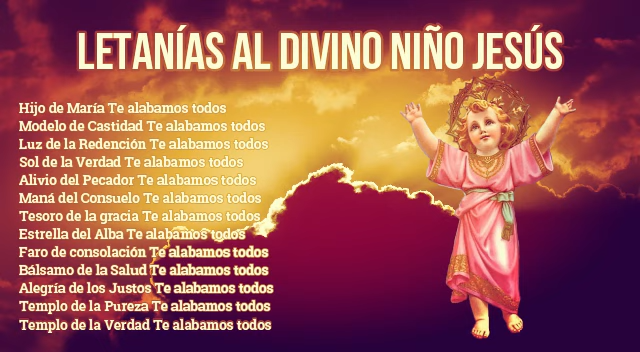 LETANÍAS AL DIVINO NIÑO JESÚS
Hijo de María Te alabamos todos
Modelo de Castidad Te alabamos todos
Luz de la Redención Te alabamos todos
Sol de la Verdad Te alabamos todos
Alivio del Pecador Te alabamos todos
Maná del Consuelo Te alabamos todos
Tesoro de la gracia Te alabamos todos
Estrella del Alba Te alabamos todos
Faro de consolación Te alabamos todos
Bálsamo de la Salud Te alabamos todos
Alegría de los Justos Te alabamos todos
Templo de la Pureza Te alabamos todos
Templo de la Verdad Te alabamos todos